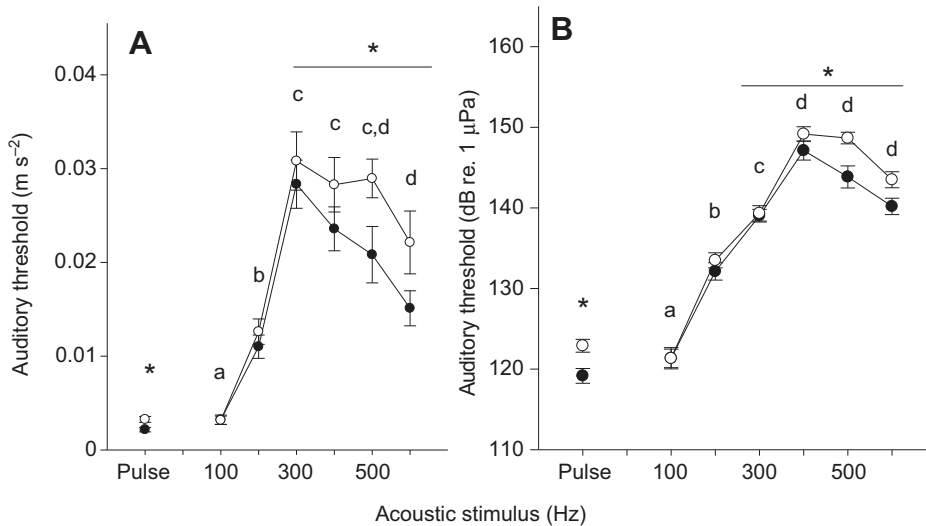 A
Auditory threshold (m s⁻²)
0.04
0.03
0.02
0.01
0
*
*
a
b
c
c
c,d
d
Pulse 100 300 500
B
Auditory threshold (dB re. 1 μPa)
160
150
140
130
120
110
*
*
a
b
c
d
d
d
Pulse 100 300 500
Acoustic stimulus (Hz)